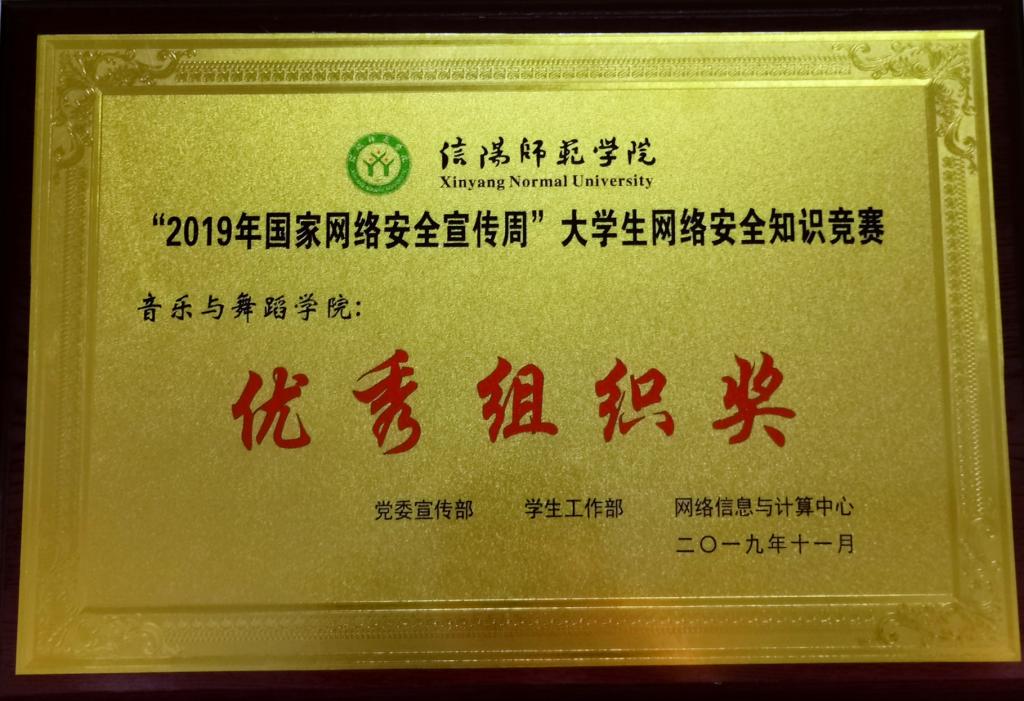 信陽师范学院
Xinyang Normal University
“2019年国家网络安全宣传周”大学生网络安全知识竞赛
音乐与舞蹈学院：
优秀组织奖
党委宣传部 学生工作部 网络信息与计算中心
二〇一九年十一月